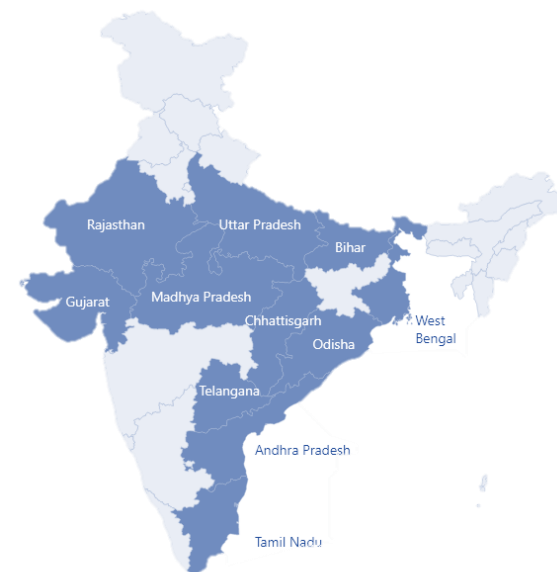 Rajasthan
Uttar Pradesh
Bihar
Gujarat
Madhya Pradesh
Chhattisgarh
West
Bengal
Odisha
Telangana
Andhra Pradesh
Tamil Nadu